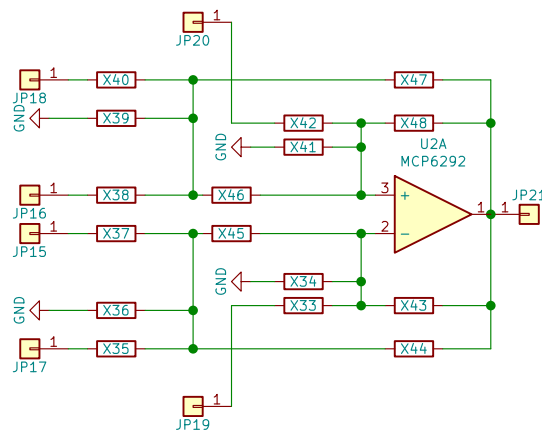 1
JP20
1
X40
X47
JP18
GND
X39
X42
X48
GND
X41
U2A
MCP6292
1
X38
X46
3
+
JP16
1
1
JP21
1
X37
X45
2
−
JP15
GND
X34
GND
X36
X33
X43
1
X35
X44
JP17
1
JP19